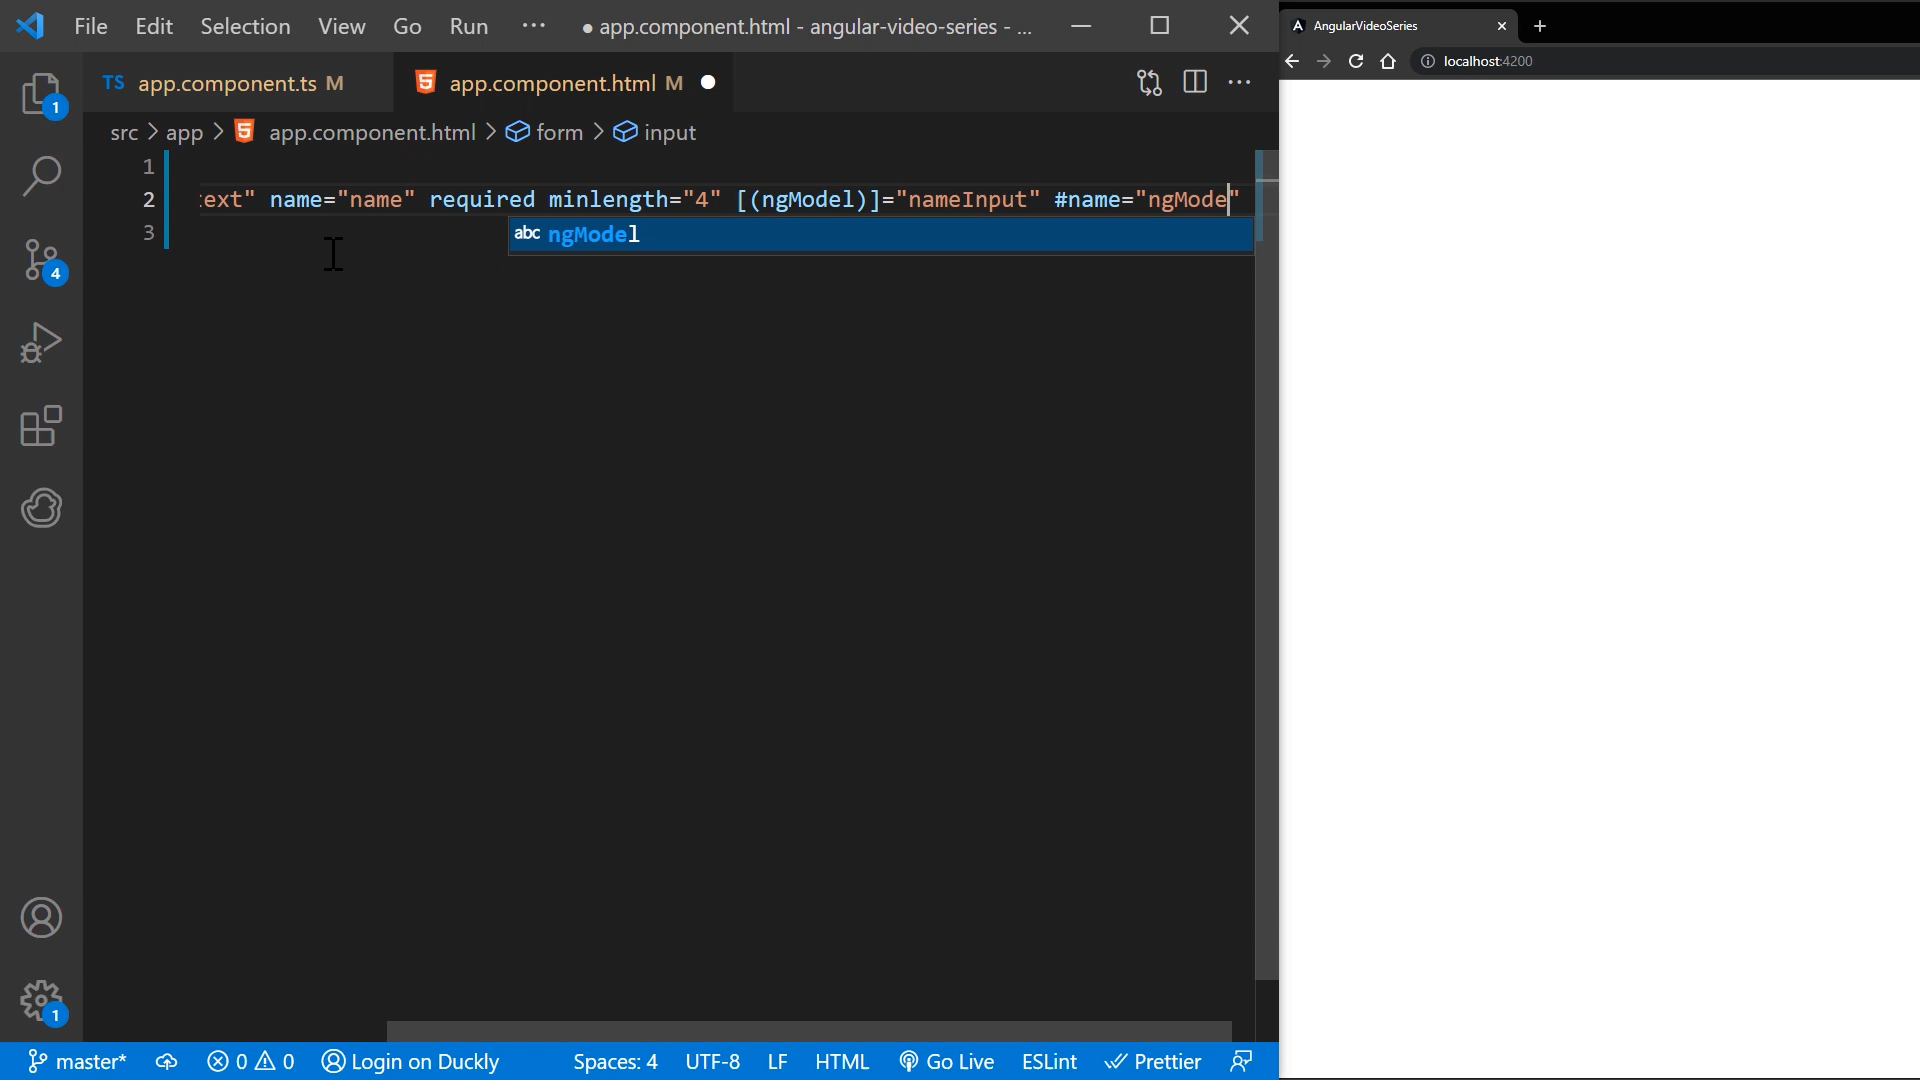 File Edit Selection View Go Run ··· ● app.component.html - angular-video-series - ...
AngularVideoSeries
localhost:4200
TS app.component.ts M
app.component.html M
src > app > app.component.html > form > input
1
2 :ext" name="name" required minlength="4" [(ngModel)]="nameInput" #name="ngMode"
abc ngModel
3
1
4
1
master* 0 0 Login on Duckly Spaces: 4 UTF-8 LF HTML Go Live ESLint Prettier